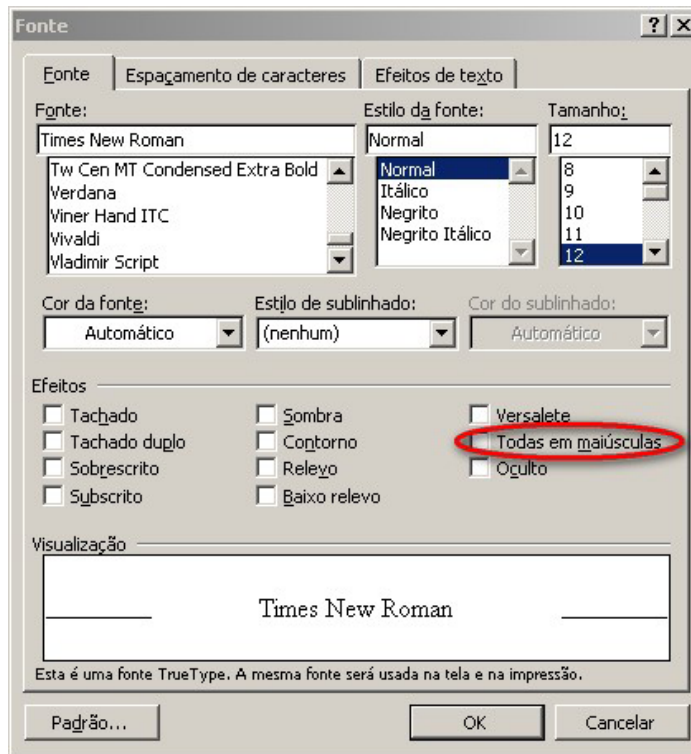 Fonte
Fonte Espaçamento de caracteres Efeitos de texto
Fonte: Estilo da fonte: Tamanho:
Times New Roman Normal 12
Tw Cen MT Condensed Extra Bold Normal 8
Verdana Itálico 9
Viner Hand ITC Negrito 10
Vivaldi Negrito Itálico 11
Vladimir Script 12
Cor da fonte: Estilo de sublinhado: Cor do sublinhado:
Automático (nenhum) Automático
Efeitos
Tachado Sombra Versalete
Tachado duplo Contorno Todas em maiúsculas
Sobrescrito Relevo Oculto
Subscrito Baixo relevo
Visualização
Times New Roman
Esta é uma fonte TrueType. A mesma fonte será usada na tela e na impressão.
Padrão... OK Cancelar